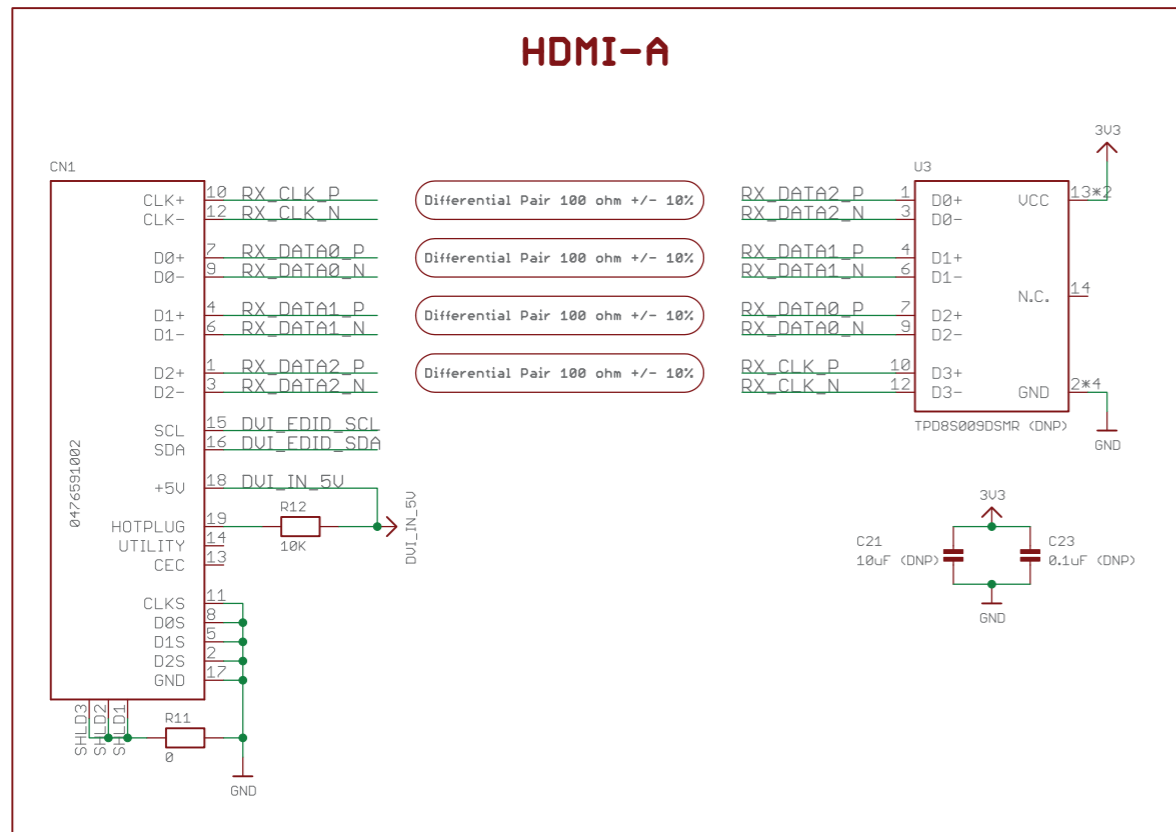 HDMI-A
CN1
0476591002
CLK+ 10 RX_CLK_P
CLK- 12 RX_CLK_N
D0+ 7 RX_DATA0_P
D0- 9 RX_DATA0_N
D1+ 4 RX_DATA1_P
D1- 6 RX_DATA1_N
D2+ 1 RX_DATA2_P
D2- 3 RX_DATA2_N
SCL 15 DVI_EDID_SCL
SDA 16 DVI_EDID_SDA
+5V 18 DVI_IN_5V
HOTPLUG 19
R12
10K
DVI_IN_5V
UTILITY 14
CEC 13
CLKS 11
D0S 8
D1S 5
D2S 2
GND 17
SHLD3
SHLD2
SHLD1
R11
0
GND
Differential Pair 100 ohm +/- 10%
Differential Pair 100 ohm +/- 10%
Differential Pair 100 ohm +/- 10%
Differential Pair 100 ohm +/- 10%
U3
3V3
RX_DATA2_P 1 D0+
RX_DATA2_N 3 D0-
RX_DATA1_P 4 D1+
RX_DATA1_N 6 D1-
RX_DATA0_P 7 D2+
RX_DATA0_N 9 D2-
RX_CLK_P 10 D3+
RX_CLK_N 12 D3-
VCC 13*2
N.C. 14
GND 2*4
GND
TPD8S009DSMR (DNP)
3V3
C21
10uF (DNP)
C23
0.1uF (DNP)
GND